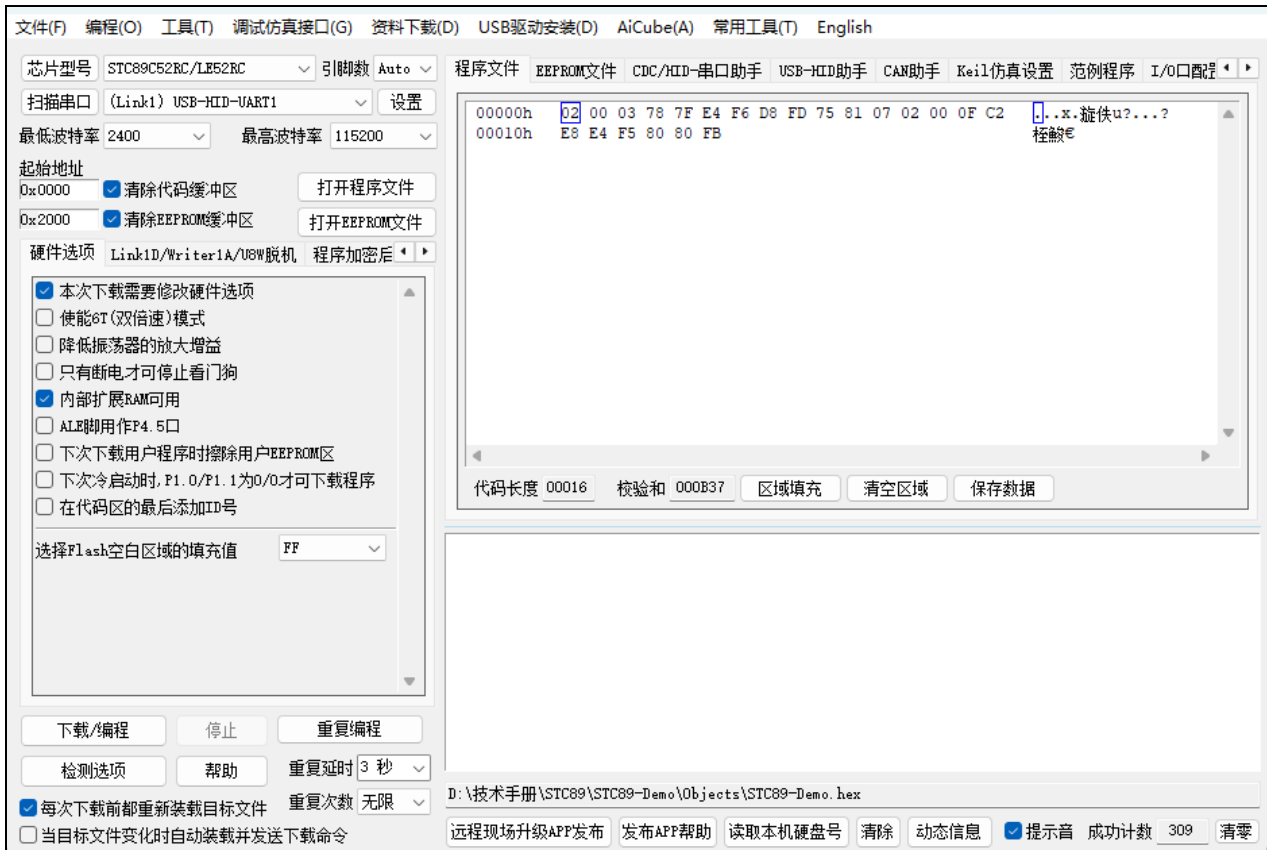 文件(F) 编程(O) 工具(T) 调试仿真接口(G) 资料下载(D) USB驱动安装(D) AiCube(A) 常用工具(T) English
芯片型号 STC89C52RC/LE52RC 引脚数 Auto
扫描串口 (Link1) USB-HID-UART1 设置
最低波特率 2400 最高波特率 115200
起始地址
0x0000 清除代码缓冲区 打开程序文件
0x2000 清除EEPROM缓冲区 打开EEPROM文件
硬件选项 Link1D/Writer1A/U8W脱机 程序加密后
本次下载需要修改硬件选项
使能6T(双倍速)模式
降低振荡器的放大增益
只有断电才可停止看门狗
内部扩展RAM可用
ALE脚用作P4.5口
下次下载用户程序时擦除用户EEPROM区
下次冷启动时,P1.0/P1.1为0/0才可下载程序
在代码区的最后添加ID号
选择Flash空白区域的填充值 FF
下载/编程 停止 重复编程
检测选项 帮助 重复延时 3 秒
每次下载前都重新装载目标文件 重复次数 无限
当目标文件变化时自动装载并发送下载命令
程序文件 EEPROM文件 CDC/HID-串口助手 USB-HID助手 CAN助手 Keil仿真设置 范例程序 I/O口配置
00000h 02 00 03 78 7F E4 F6 D8 FD 75 81 07 02 00 0F C2 ...x.鏇侇u?...?
00010h E8 E4 F5 80 80 FB 桎鮻€
代码长度 00016 校验和 000B37 区域填充 清空区域 保存数据
D:\技术手册\STC89\STC89-Demo\Objects\STC89-Demo.hex
远程现场升级APP发布 发布APP帮助 读取本机硬盘号 清除 动态信息 提示音 成功计数 309 清零